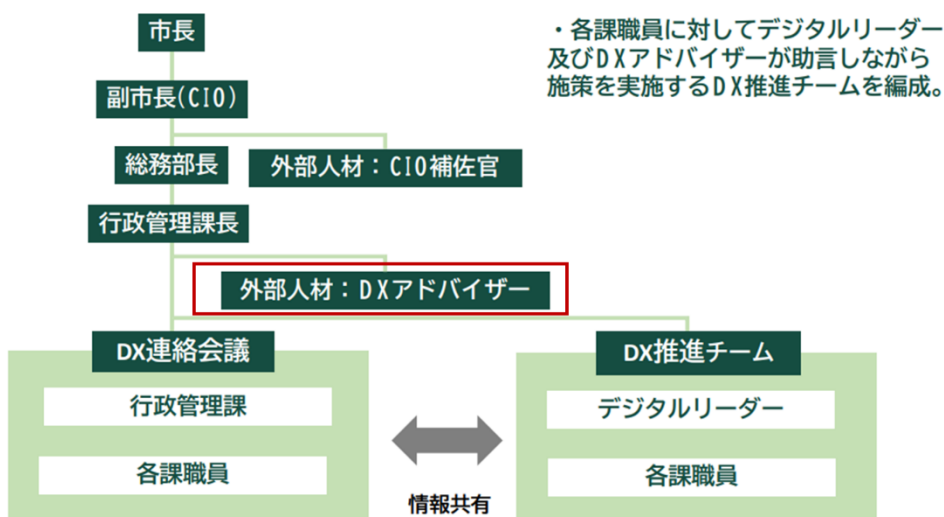 市長
・各課職員に対してデジタルリーダー
及びDXアドバイザーが助言しながら
施策を実施するDX推進チームを編成。
副市長(CIO)
総務部長
外部人材：CIO補佐官
行政管理課長
外部人材：DXアドバイザー
DX連絡会議
DX推進チーム
行政管理課
デジタルリーダー
各課職員
各課職員
情報共有